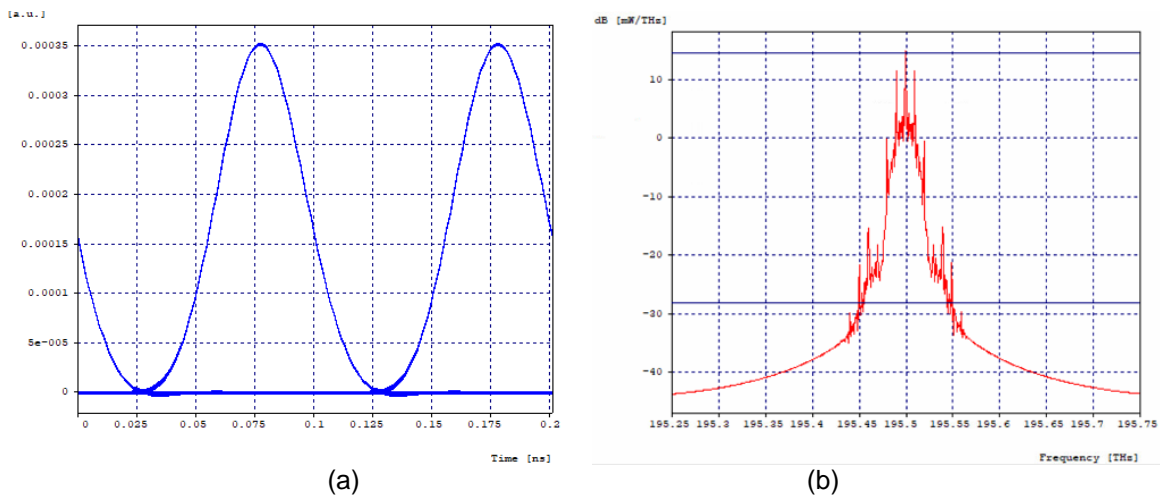 [a.u.]
0.00035
0.0003
0.00025
0.0002
0.00015
0.0001
5e-005
0
0 0.025 0.05 0.075 0.1 0.125 0.15 0.175 0.2
Time [ns]
(a)
dB [mW/THz]
10
0
-10
-20
-30
-40
195.25 195.3 195.35 195.4 195.45 195.5 195.55 195.6 195.65 195.7 195.75
Frequency [THz]
(b)